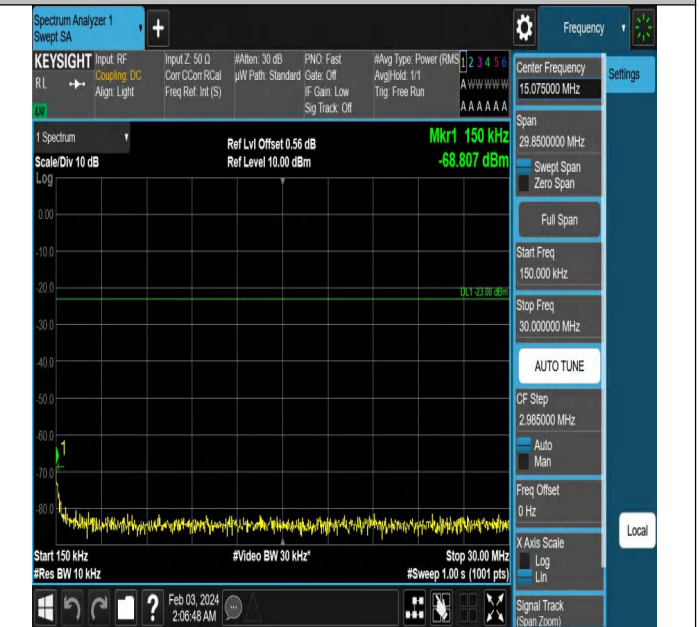 Spectrum Analyzer 1
Swept SA
+
Frequency
KEYSIGHT
RL
LXI
Input: RF
Coupling: DC
Align: Light
Input Z: 50 Ω
Corr CCorr RCal
Freq Ref: Int (S)
#Atten: 30 dB
µW Path: Standard
PNO: Fast
Gate: Off
IF Gain: Low
Sig Track: Off
#Avg Type: Power (RMS
Avg|Hold: 1/1
Trig: Free Run
1 2 3 4 5 6
A W W W W W
A A A A A A
1 Spectrum
Scale/Div 10 dB
Log
Ref Lvl Offset 0.56 dB
Ref Level 10.00 dBm
Mkr1 150 kHz
-68.807 dBm
0.00
-10.0
-20.0
DL1 -23.00 dBm
-30.0
-40.0
-50.0
-60.0
1
-70.0
-80.0
Start 150 kHz
#Res BW 10 kHz
#Video BW 30 kHz*
Stop 30.00 MHz
#Sweep 1.00 s (1001 pts)
?
Feb 03, 2024
2:06:48 AM
Center Frequency
15.075000 MHz
Settings
Span
29.8500000 MHz
Swept Span
Zero Span
Full Span
Start Freq
150.000 kHz
Stop Freq
30.000000 MHz
AUTO TUNE
CF Step
2.985000 MHz
Auto
Man
Freq Offset
0 Hz
X Axis Scale
Log
Lin
Local
Signal Track
(Span Zoom)